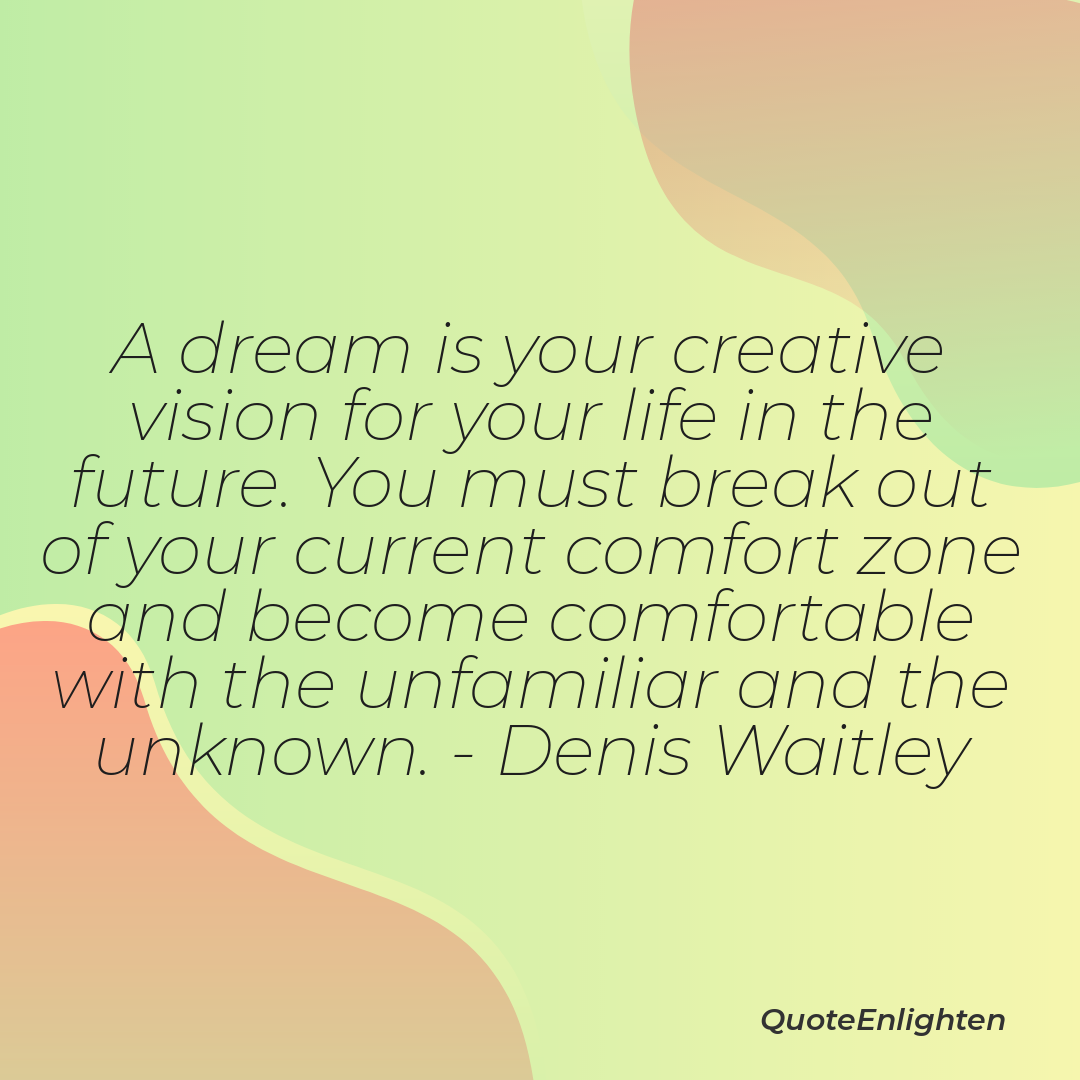 A dream is your creative
vision for your life in the
future. You must break out
of your current comfort zone
and become comfortable
with the unfamiliar and the
unknown. - Denis Waitley
QuoteEnlighten